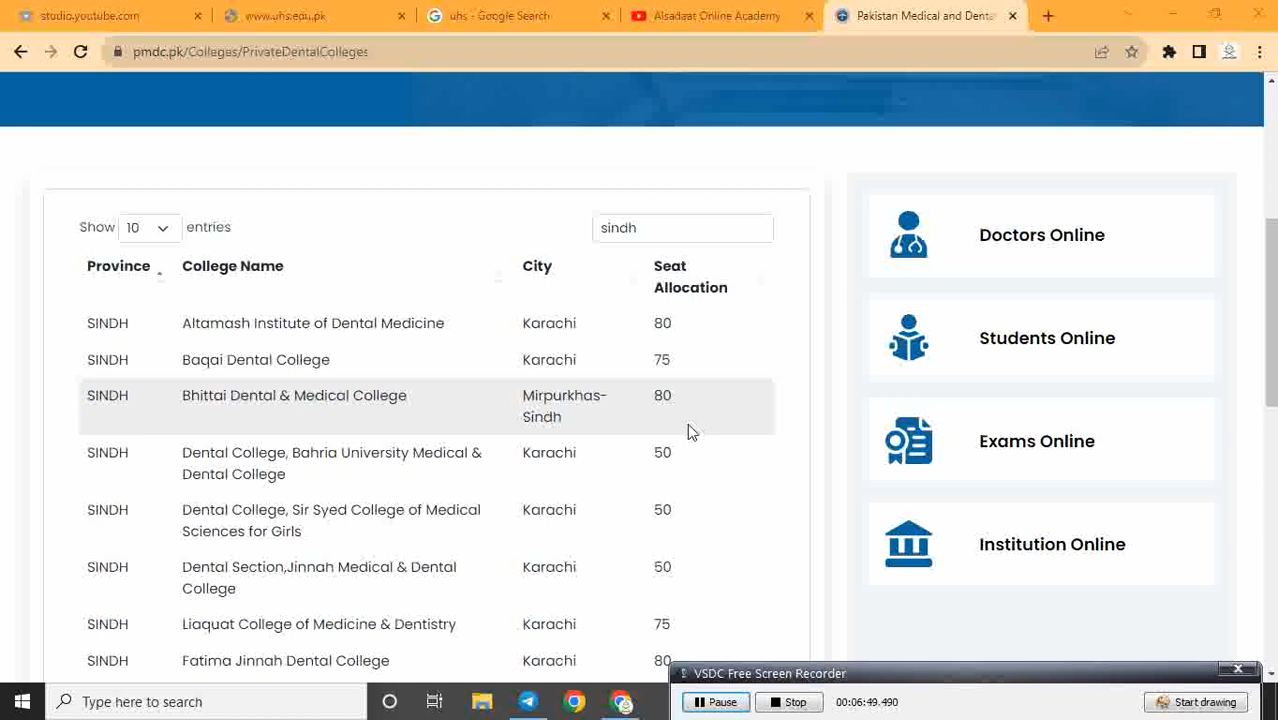 studio.youtube.com
www.uhs.edu.pk
uhs - Google Search
Alsadaat Online Academy
Pakistan Medical and Denta
pmdc.pk/Colleges/PrivateDentalColleges
Show 10 entries
sindh
Province College Name City Seat
Allocation
SINDH Altamash Institute of Dental Medicine Karachi 80
SINDH Baqai Dental College Karachi 75
SINDH Bhittai Dental & Medical College Mirpurkhas- 80
Sindh
SINDH Dental College, Bahria University Medical & Karachi 50
Dental College
SINDH Dental College, Sir Syed College of Medical Karachi 50
Sciences for Girls
SINDH Dental Section,Jinnah Medical & Dental Karachi 50
College
SINDH Liaquat College of Medicine & Dentistry Karachi 75
SINDH Fatima Jinnah Dental College Karachi 80
Doctors Online
Students Online
Exams Online
Institution Online
VSDC Free Screen Recorder
Pause Stop 00:06:49.490 Start drawing
Type here to search